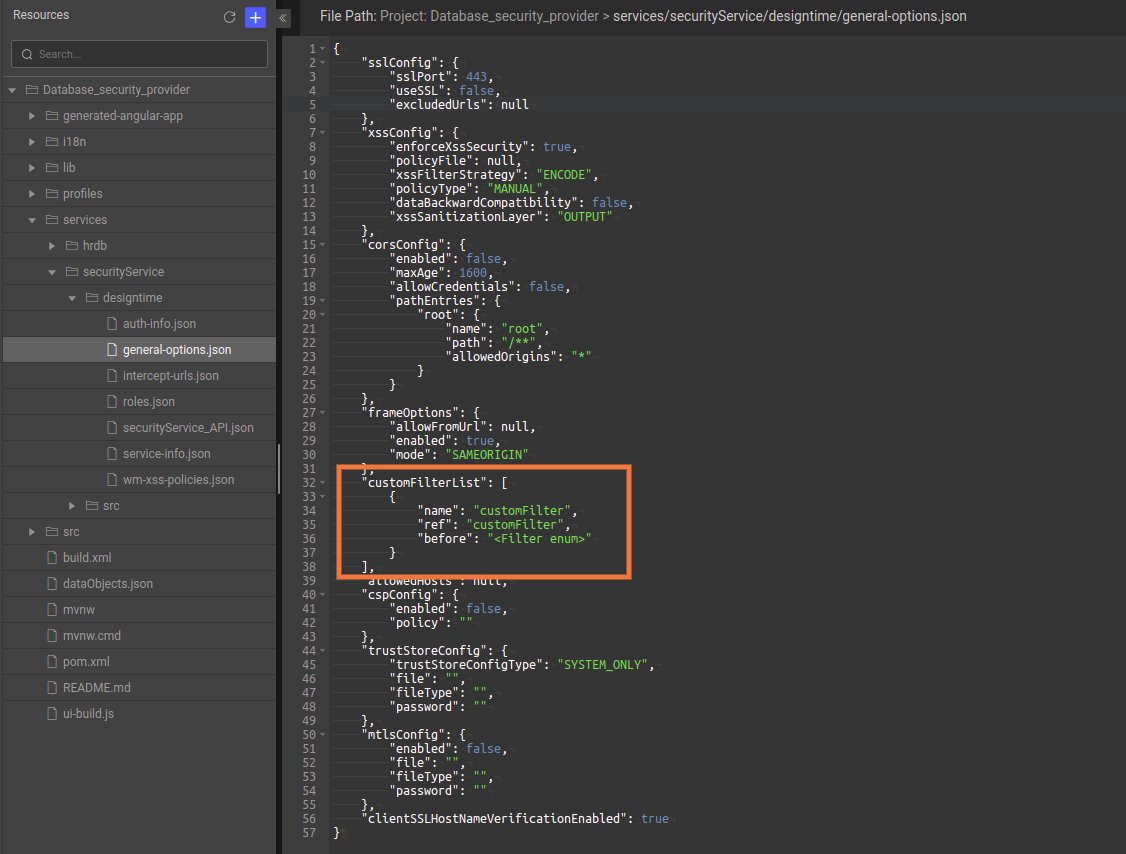 Resources
File Path: Project: Database_security_provider > services/securityService/designtime/general-options.json
Search...
Database_security_provider
generated-angular-app
i18n
lib
profiles
services
hrdb
securityService
designtime
auth-info.json
general-options.json
intercept-urls.json
roles.json
securityService_API.json
service-info.json
wm-xss-policies.json
src
src
build.xml
dataObjects.json
mvnw
mvnw.cmd
pom.xml
README.md
ui-build.js
1 {
2 "sslConfig": {
3 "sslPort": 443,
4 "useSSL": false,
5 "excludedUrls": null
6 },
7 "xssConfig": {
8 "enforceXssSecurity": true,
9 "policyFile": null,
10 "xssFilterStrategy": "ENCODE",
11 "policyType": "MANUAL",
12 "dataBackwardCompatibility": false,
13 "xssSanitizationLayer": "OUTPUT"
14 },
15 "corsConfig": {
16 "enabled": false,
17 "maxAge": 1600,
18 "allowCredentials": false,
19 "pathEntries": {
20 "root": {
21 "name": "root",
22 "path": "/**",
23 "allowedOrigins": "*"
24 }
25 }
26 },
27 "frameOptions": {
28 "allowFromUrl": null,
29 "enabled": true,
30 "mode": "SAMEORIGIN"
31 },
32 "customFilterList": [
33 {
34 "name": "customFilter",
35 "ref": "customFilter",
36 "before": "<Filter enum>"
37 }
38 ],
39 "allowedHosts": null,
40 "cspConfig": {
41 "enabled": false,
42 "policy": ""
43 },
44 "trustStoreConfig": {
45 "trustStoreConfigType": "SYSTEM_ONLY",
46 "file": "",
47 "fileType": "",
48 "password": ""
49 },
50 "mtlsConfig": {
51 "enabled": false,
52 "file": "",
53 "fileType": "",
54 "password": ""
55 },
56 "clientSSLHostNameVerificationEnabled": true
57 }